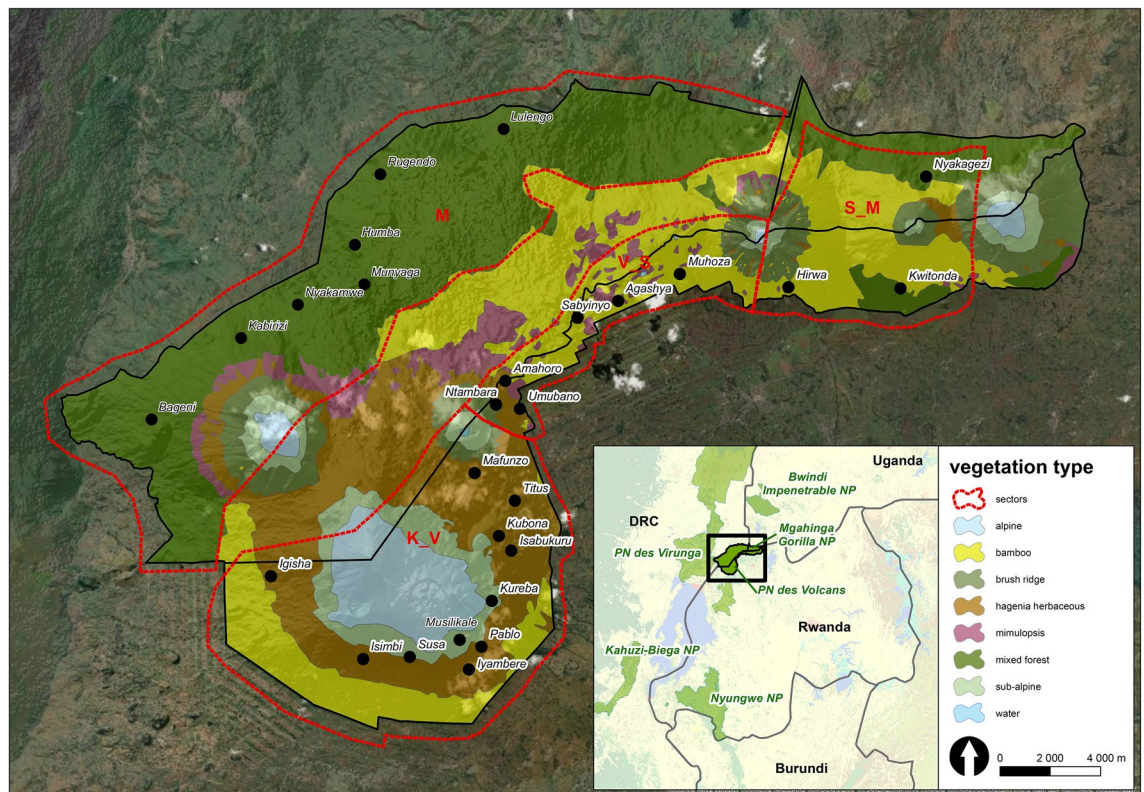 Lulengo
Rugendo
Nyakagezi
M
S_M
Humba
V_S
Muhoza
Munyaga
Hirwa
Kwitonda
Nyakamwe
Agashya
Sabyinyo
Kabirizi
Amahoro
Ntambara
Umubano
Bageni
Mafunzo
Titus
Kubona
K_V
Isabukuru
Igisha
Kureba
Musilikale
Pablo
Isimbi
Susa
Iyambere
Uganda
Bwindi
Impenetrable NP
DRC
Mgahinga
Gorilla NP
PN des Virunga
PN des Volcans
Rwanda
Kahuzi-Biega NP
Nyungwe NP
Burundi
vegetation type
sectors
alpine
bamboo
brush ridge
hagenia herbaceous
mimulopsis
mixed forest
sub-alpine
water
0 2 000 4 000 m